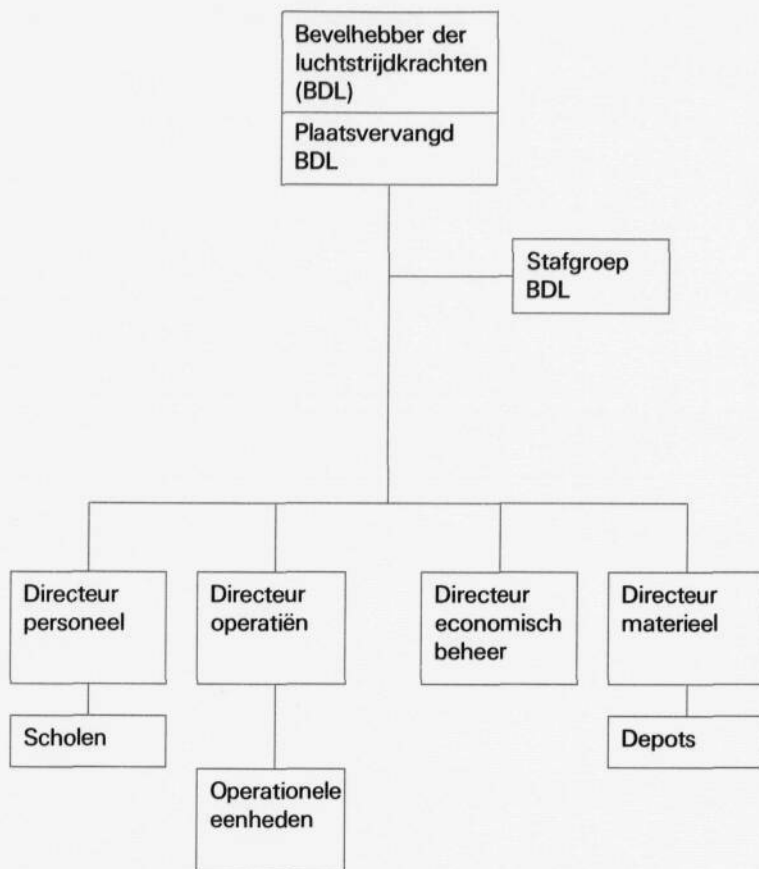 Bevelhebber der
luchtstrijdkrachten
(BDL)
Plaatsvervangd
BDL
Stafgroep
BDL
Directeur
personeel
Directeur
operatiën
Directeur
economisch
beheer
Directeur
materieel
Scholen
Depots
Operationele
eenheden